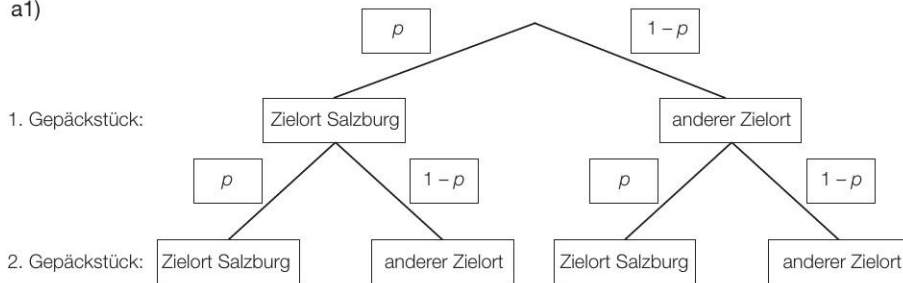 a1)
p 1 – p
1. Gepäckstück: Zielort Salzburg anderer Zielort
p 1 – p p 1 – p
2. Gepäckstück: Zielort Salzburg anderer Zielort Zielort Salzburg anderer Zielort